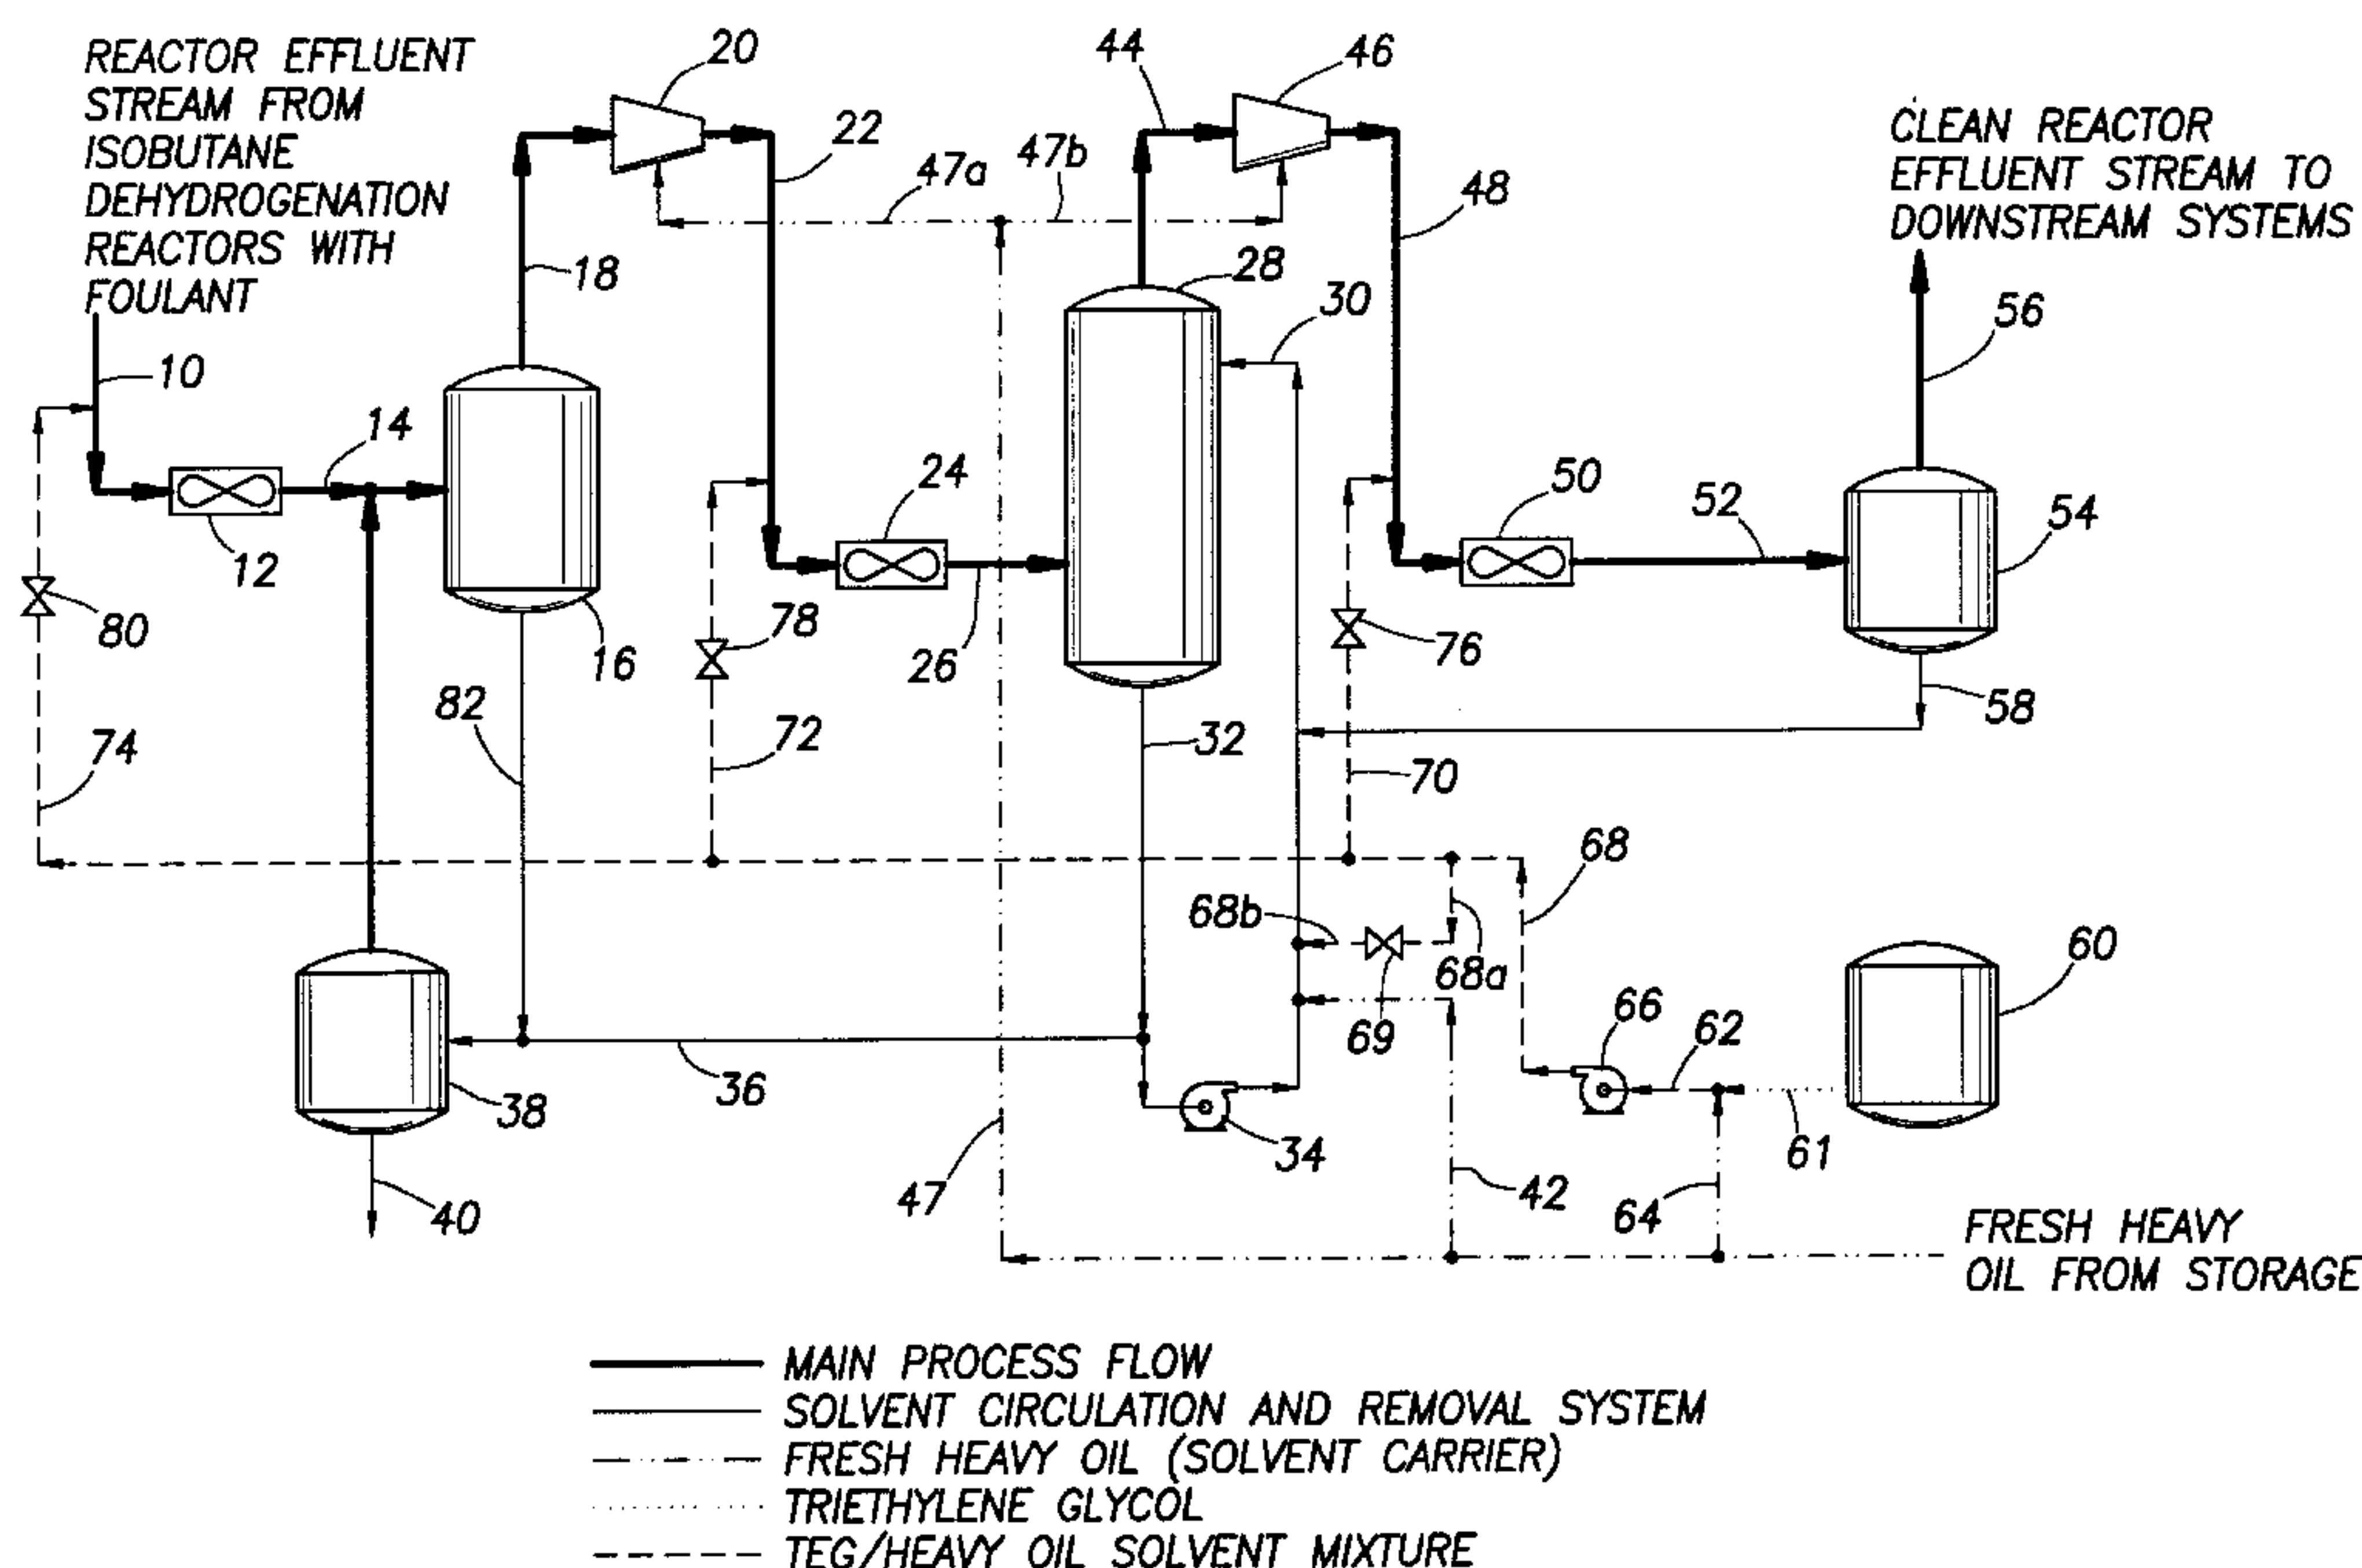 REACTOR EFFLUENT
STREAM FROM
ISOBUTANE
DEHYDROGENATION
REACTORS WITH
FOULANT
20
22
44
46
47a
47b
48
CLEAN REACTOR
EFFLUENT STREAM TO
DOWNSTREAM SYSTEMS
18
28
30
56
10
14
24
50
52
54
12
80
16
78
26
76
82
32
58
74
72
70
68
68b
68a
60
69
66
62
38
36
34
61
40
47
42
64
FRESH HEAVY
OIL FROM STORAGE
MAIN PROCESS FLOW
SOLVENT CIRCULATION AND REMOVAL SYSTEM
FRESH HEAVY OIL (SOLVENT CARRIER)
TRIETHYLENE GLYCOL
TEG/HEAVY OIL SOLVENT MIXTURE